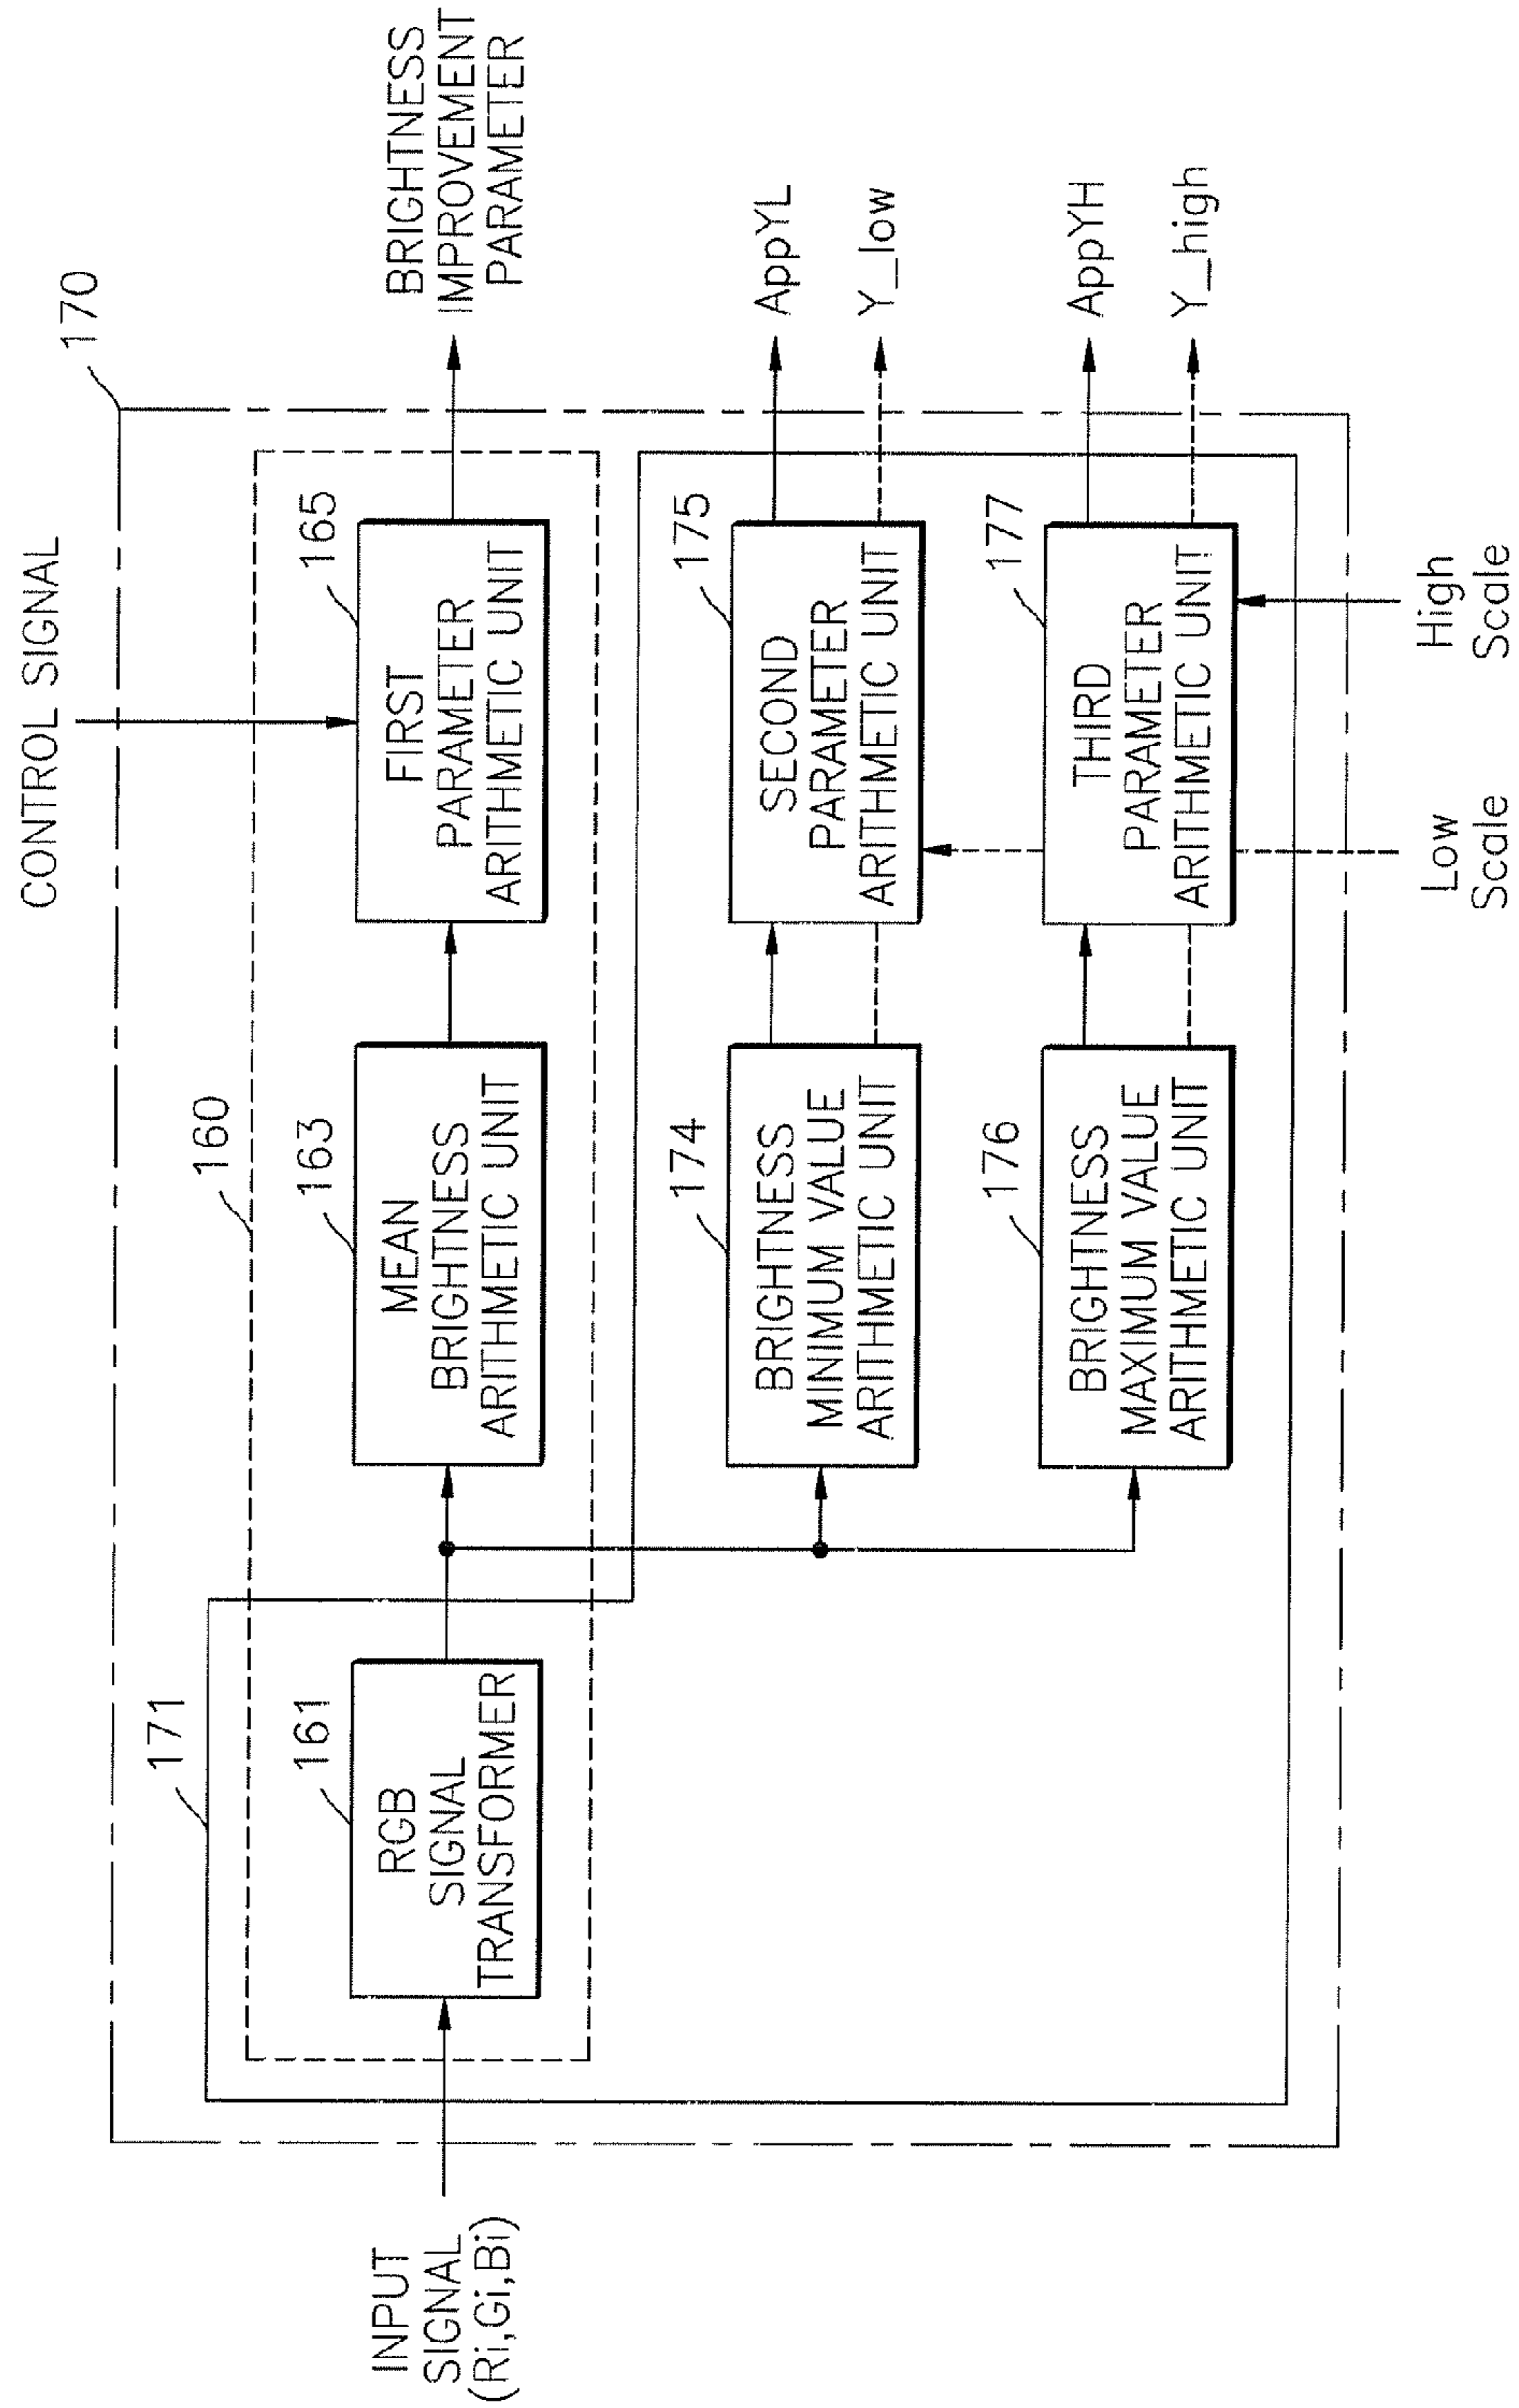 CONTROL SIGNAL
170
160
165
FIRST
PARAMETER
ARITHMETIC UNIT
BRIGHTNESS
IMPROVEMENT
PARAMETER
163
MEAN
BRIGHTNESS
ARITHMETIC UNIT
171
161
RGB
SIGNAL
TRANSFORMER
INPUT
SIGNAL
(Ri,Gi,Bi)
174
BRIGHTNESS
MINIMUM VALUE
ARITHMETIC UNIT
175
SECOND
PARAMETER
ARITHMETIC UNIT
AppYL
Y_low
176
BRIGHTNESS
MAXIMUM VALUE
ARITHMETIC UNIT
177
THIRD
PARAMETER
ARITHMETIC UNIT
AppYH
Y_high
Low
Scale
High
Scale